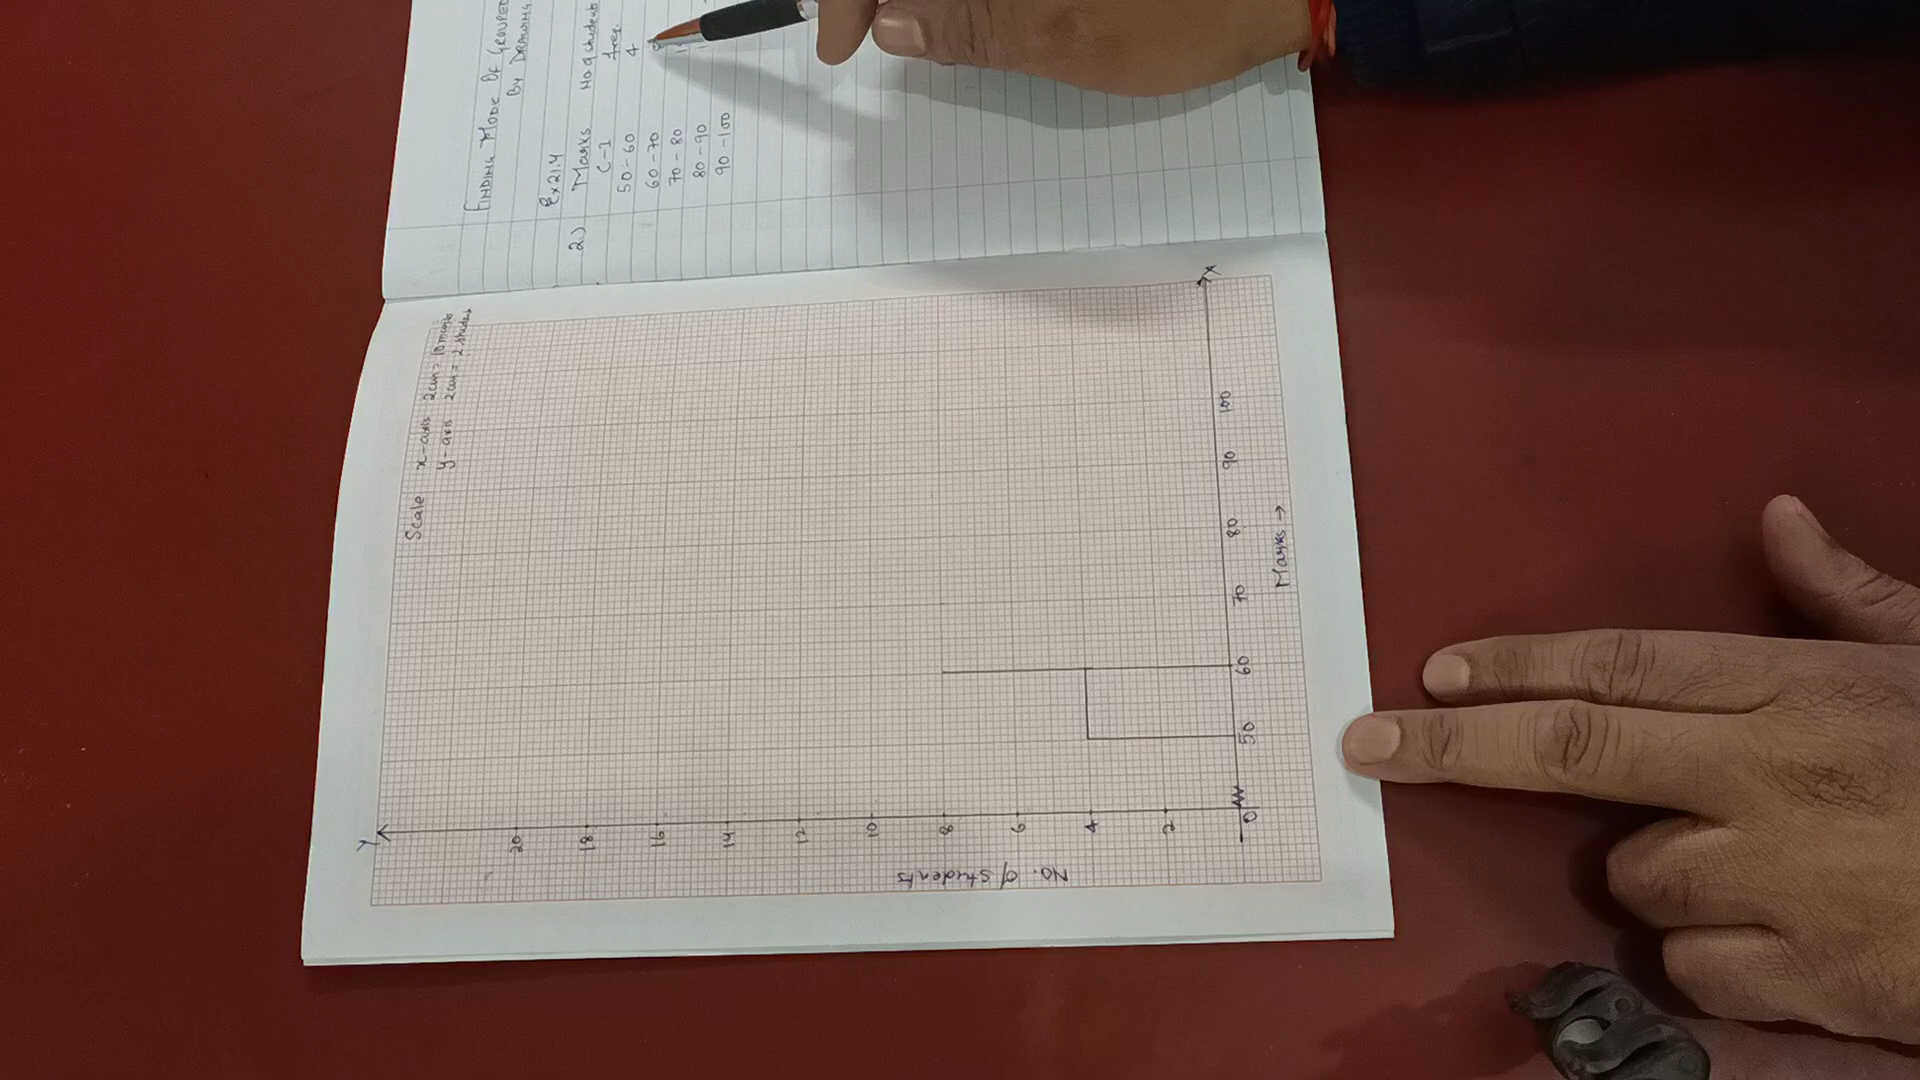 FINDING MODE OF GROUPED
BY DRAWING
Ex 21.4
2.) Marks No of students
C-I freq.
50-60 4
60-70
70-80
80-90
90-100
Scale x-axis 2cm = 10 marks
y-axis 2cm = 2 students
Y
20
18
16
14
12
10
8
6
4
2
0
No. of students
50 60 70 80 90 100
X
Marks →